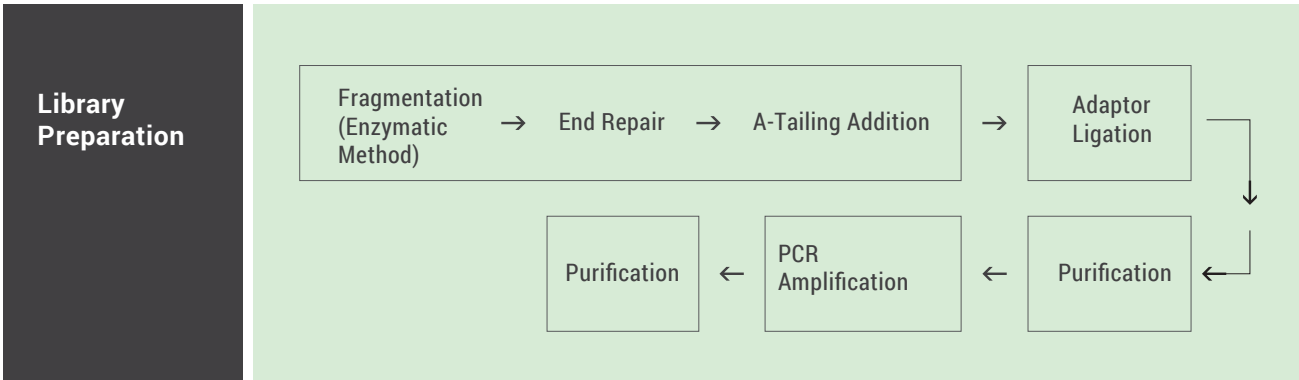 Library
Preparation
Fragmentation
(Enzymatic
Method)
→
End Repair
→
A-Tailing Addition
→
Adaptor
Ligation
Purification
←
PCR
Amplification
←
Purification
←